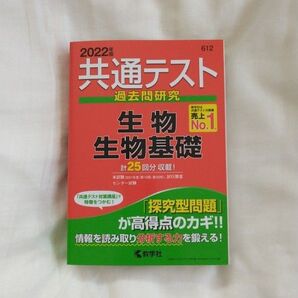 2022年版
612
共通テスト
過去問研究
売上
No.1
生物
生物基礎
計25回分 収載！
センター試験
「共通テスト対策講座」で
特徴をつかむ！
「探究型問題」
が高得点のカギ!!
情報を読み取り分析する力を鍛える！
教学社